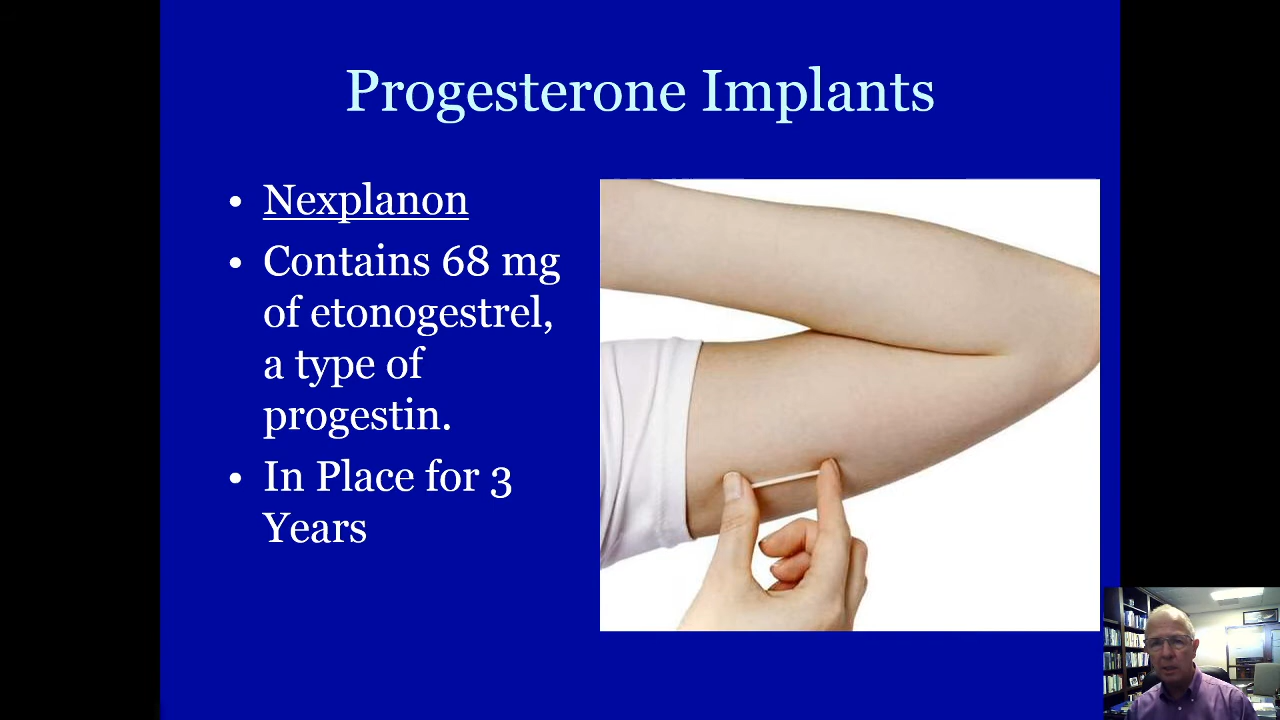 Progesterone Implants
• Nexplanon
• Contains 68 mg
of etonogestrel,
a type of
progestin.
• In Place for 3
Years